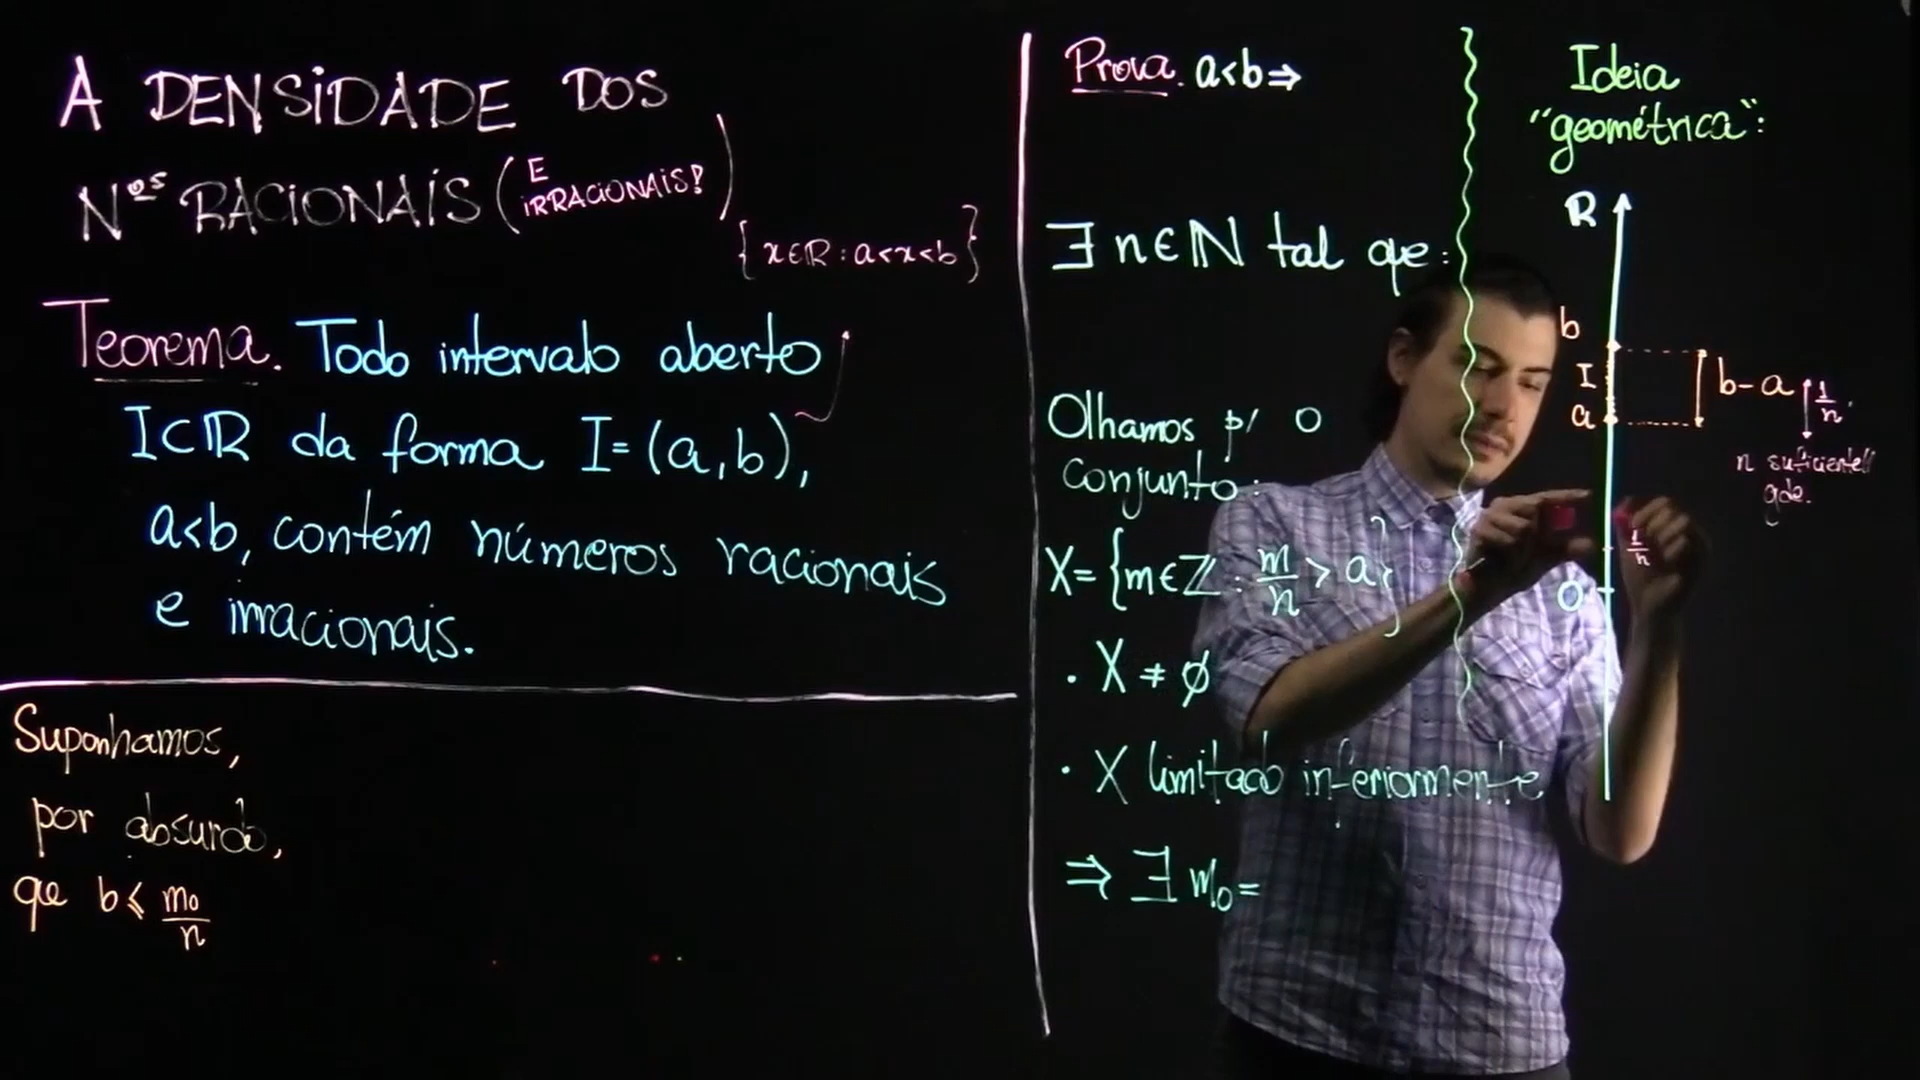 A DENSIDADE DOS
Nos RACIONAIS (E IRRACIONAIS!)
{x∈R : a<x<b}
Teorema. Todo intervalo aberto
I⊂R da forma I=(a,b),
a<b, contém números racionais
e irracionais.
Suponhamos,
por absurdo,
que b ≤ m₀/n
Prova. a<b ⇒
∃ n∈N tal que:
Olhamos p/ o
conjunto:
X={m∈Z : m/n > a}
· X ≠ ∅
· X limitado inferiormente
⇒ ∃ m₀=
Ideia
"geométrica":
R
b
I
a
b-a
1/n
n suficiente//
gde.
1/n
0